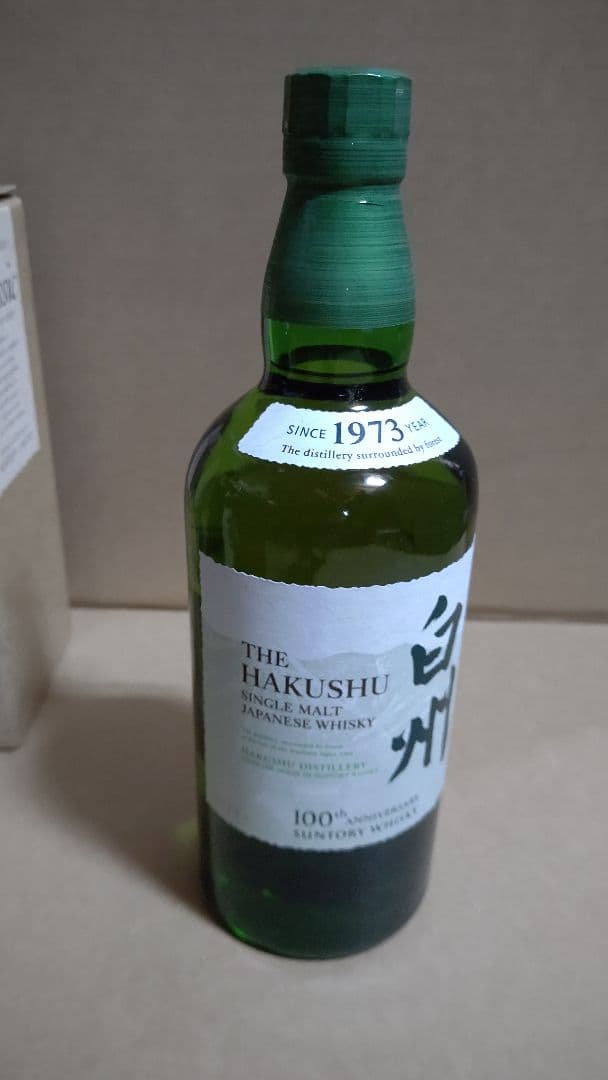 SINCE 1973 YEAR
The distillery surrounded by forest
白州
THE
HAKUSHU
SINGLE MALT
JAPANESE WHISKY
HAKUSHU DISTILLERY
100th ANNIVERSARY
SUNTORY WHISKY